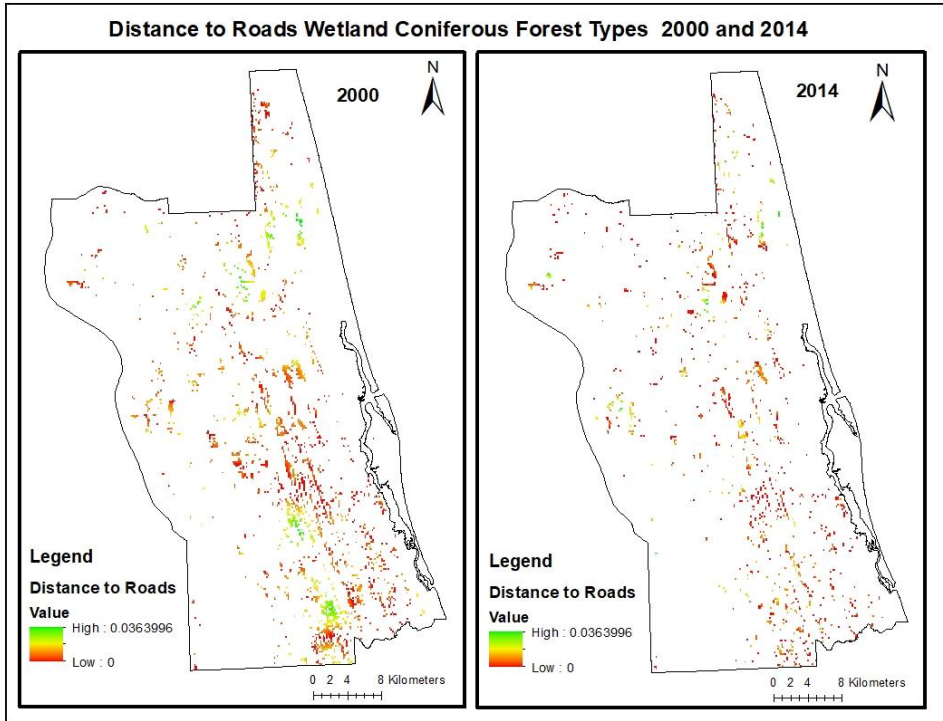 Distance to Roads Wetland Coniferous Forest Types 2000 and 2014
2000
N
Legend
Distance to Roads
Value
High : 0.0363996
Low : 0
0 2 4 8 Kilometers
2014
N
Legend
Distance to Roads
Value
High : 0.0363996
Low : 0
0 2 4 8 Kilometers